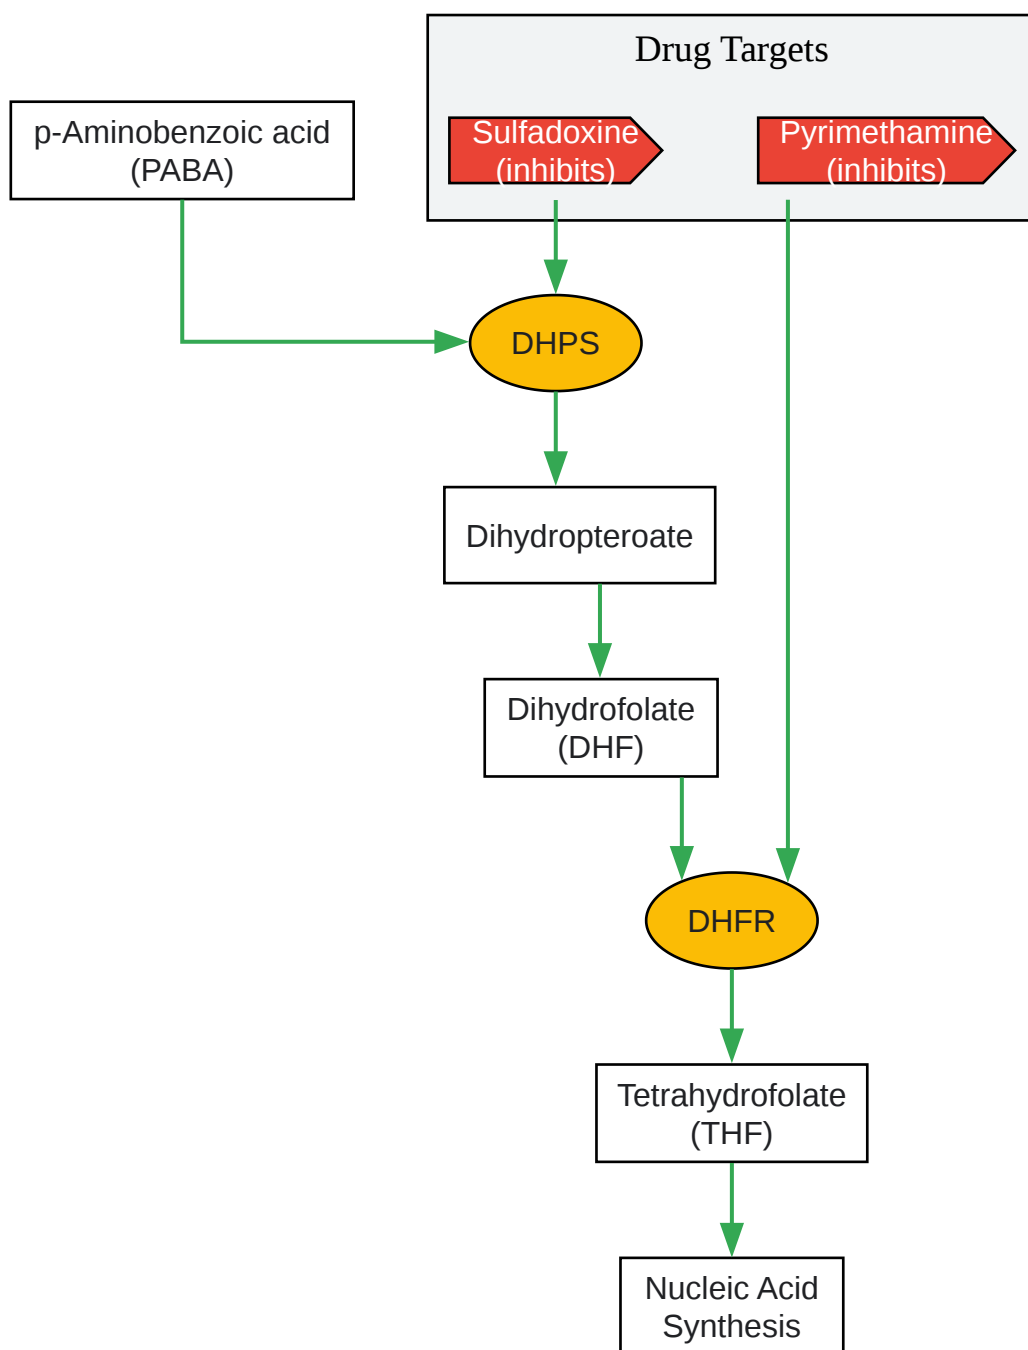 Drug Targets
p-Aminobenzoic acid
(PABA)
Sulfadoxine
(inhibits)
Pyrimethamine
(inhibits)
DHPS
Dihydropteroate
Dihydrofolate
(DHF)
DHFR
Tetrahydrofolate
(THF)
Nucleic Acid
Synthesis